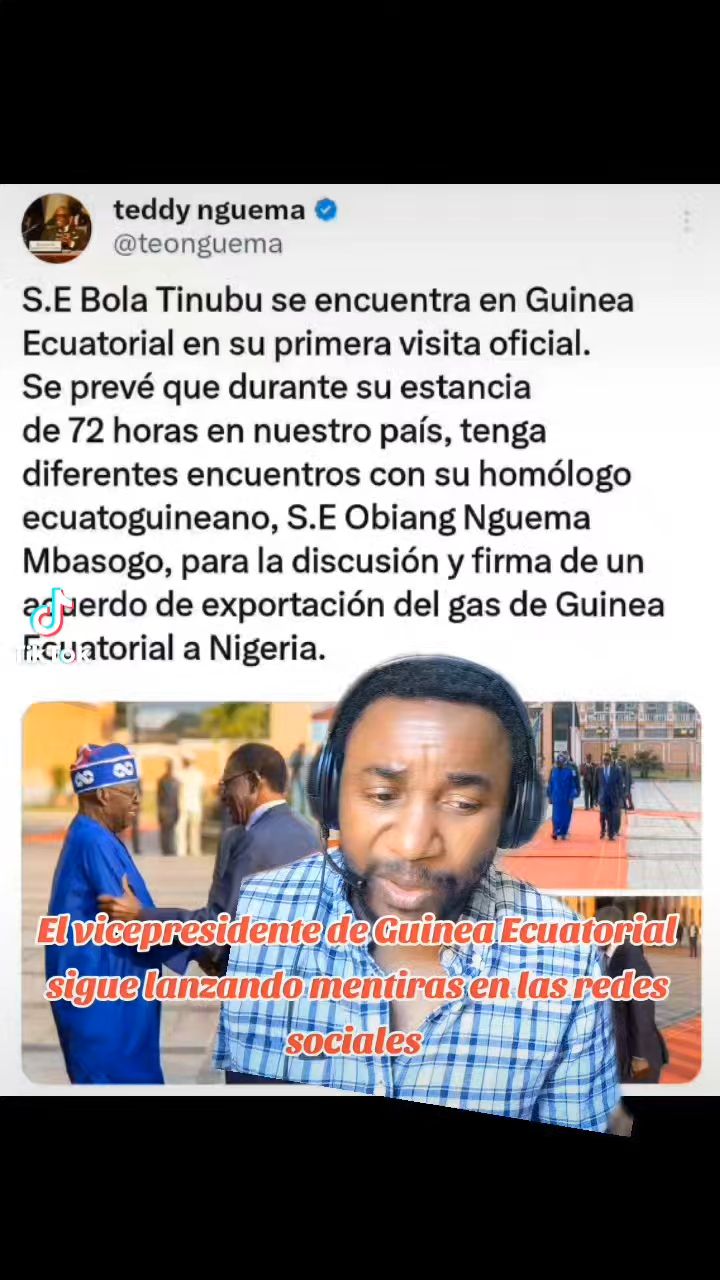 teddy nguema
@teonguema
S.E Bola Tinubu se encuentra en Guinea
Ecuatorial en su primera visita oficial.
Se prevé que durante su estancia
de 72 horas en nuestro país, tenga
diferentes encuentros con su homólogo
ecuatoguineano, S.E Obiang Nguema
Mbasogo, para la discusión y firma de un
acuerdo de exportación del gas de Guinea
Ecuatorial a Nigeria.
TikTok
El vicepresidente de Guinea Ecuatorial
sigue lanzando mentiras en las redes
sociales